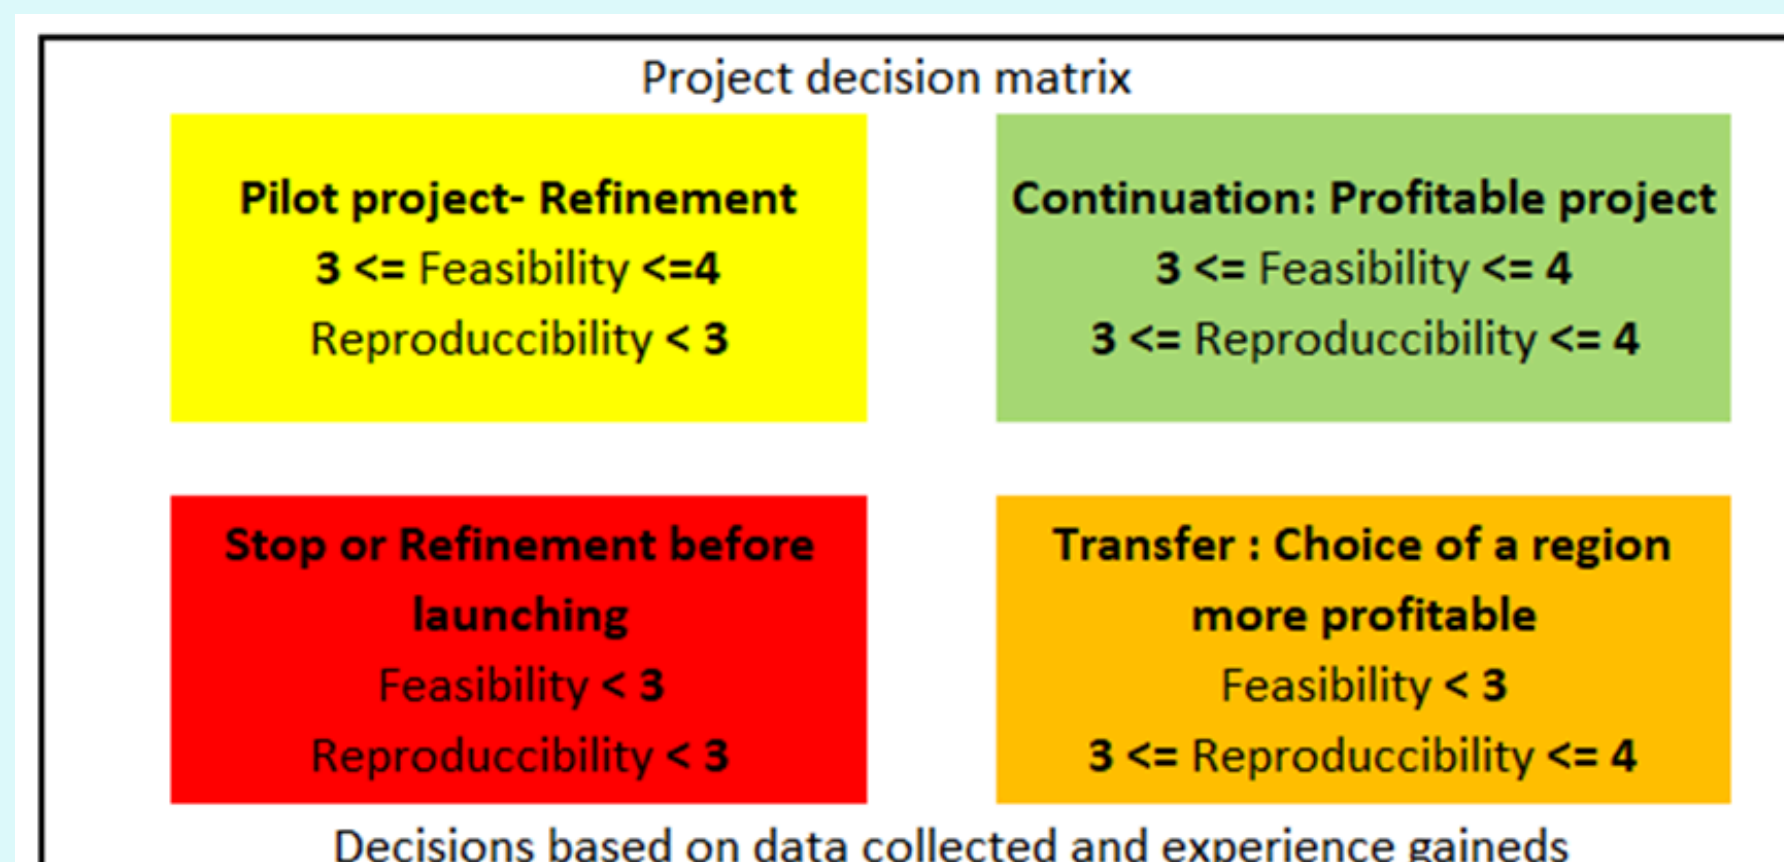 Project decision matrix
Pilot project- Refinement
3 <= Feasibility <=4
Reproduccibility < 3
Continuation: Profitable project
3 <= Feasibility <= 4
3 <= Reproduccibility <= 4
Stop or Refinement before
launching
Feasibility < 3
Reproduccibility < 3
Transfer : Choice of a region
more profitable
Feasibility < 3
3 <= Reproduccibility <= 4
Decisions based on data collected and experience gaineds